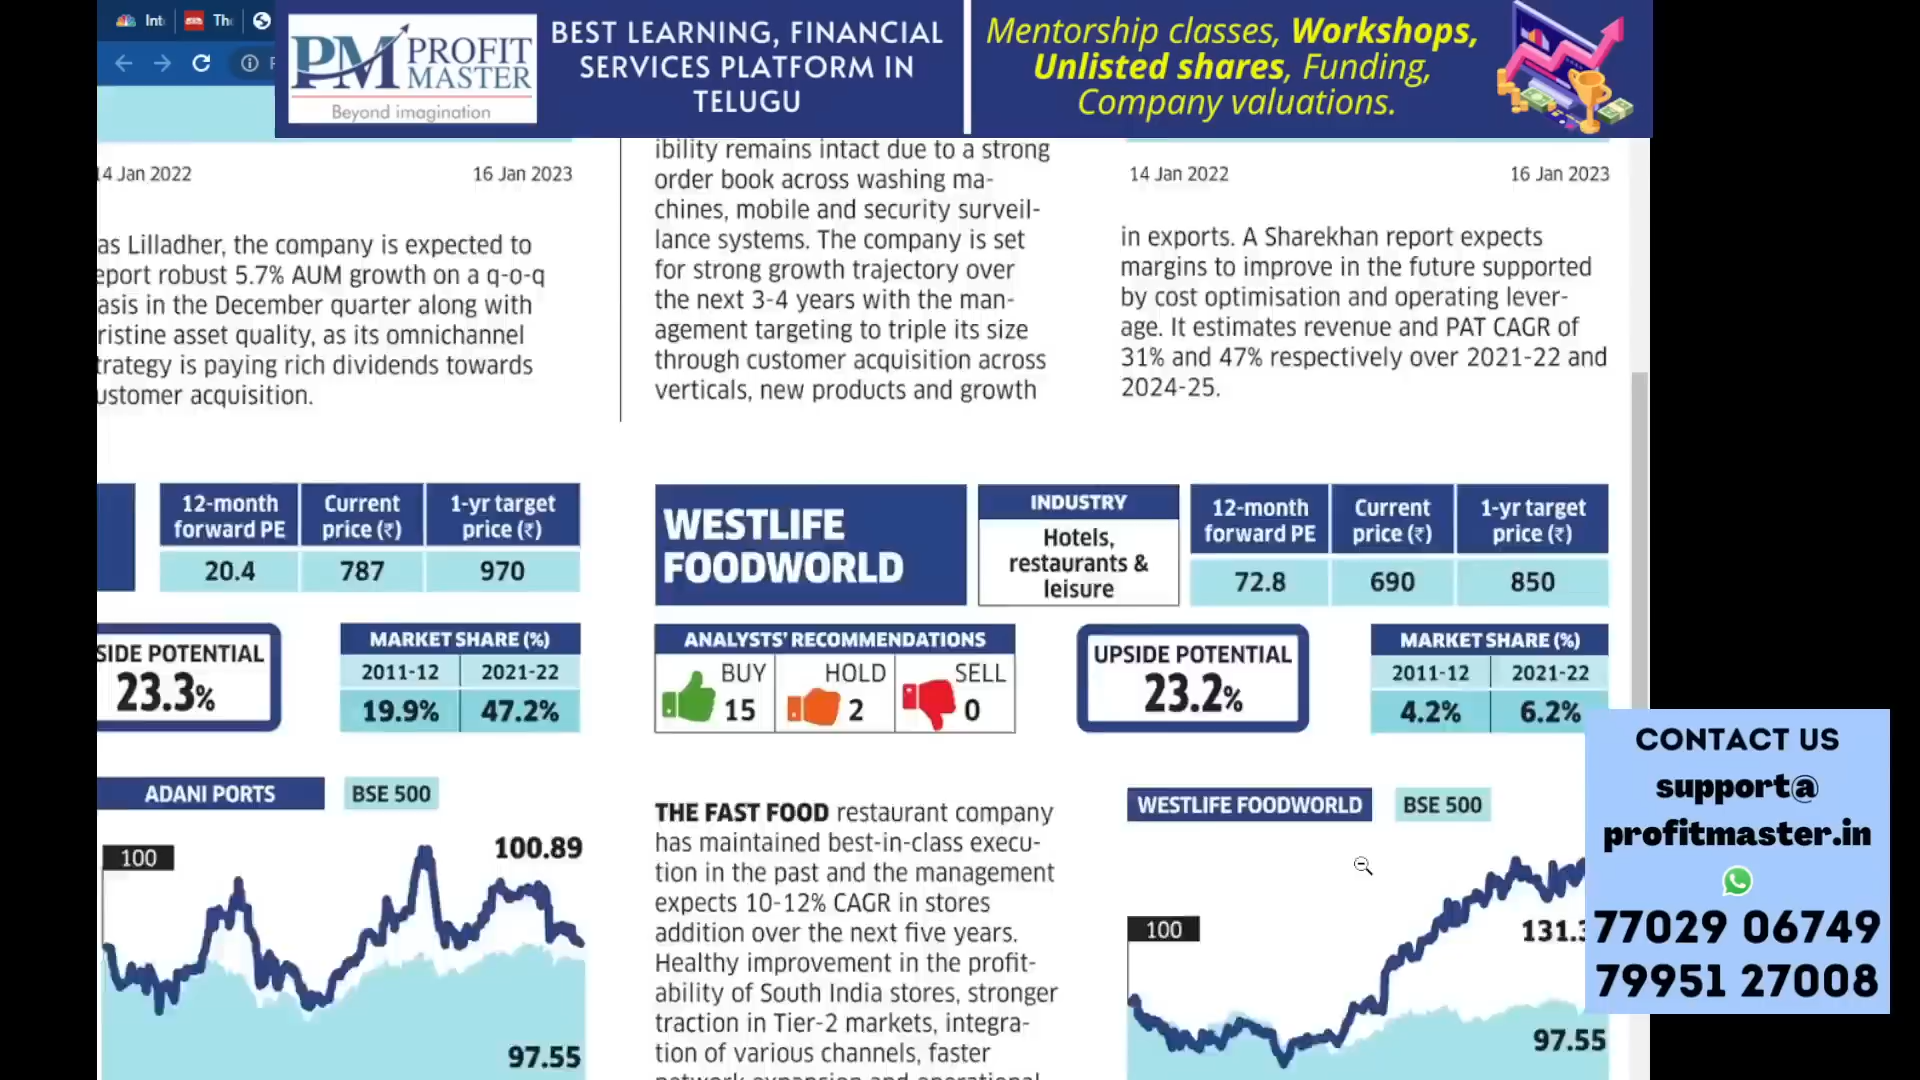 Int
The
PM PROFIT MASTER
Beyond imagination
BEST LEARNING, FINANCIAL
SERVICES PLATFORM IN
TELUGU
Mentorship classes, Workshops,
Unlisted shares, Funding,
Company valuations.
14 Jan 2022
16 Jan 2023
as Lilladher, the company is expected to
eport robust 5.7% AUM growth on a q-o-q
asis in the December quarter along with
ristine asset quality, as its omnichannel
trategy is paying rich dividends towards
ustomer acquisition.
ibility remains intact due to a strong
order book across washing ma-
chines, mobile and security surveil-
lance systems. The company is set
for strong growth trajectory over
the next 3-4 years with the man-
agement targeting to triple its size
through customer acquisition across
verticals, new products and growth
14 Jan 2022
16 Jan 2023
in exports. A Sharekhan report expects
margins to improve in the future supported
by cost optimisation and operating lever-
age. It estimates revenue and PAT CAGR of
31% and 47% respectively over 2021-22 and
2024-25.
12-month forward PE
Current price (₹)
1-yr target price (₹)
20.4
787
970
SIDE POTENTIAL
23.3%
MARKET SHARE (%)
2011-12
2021-22
19.9%
47.2%
ADANI PORTS
BSE 500
100
100.89
97.55
WESTLIFE
FOODWORLD
INDUSTRY
Hotels,
restaurants &
leisure
12-month forward PE
Current price (₹)
1-yr target price (₹)
72.8
690
850
ANALYSTS' RECOMMENDATIONS
BUY
15
HOLD
2
SELL
0
UPSIDE POTENTIAL
23.2%
MARKET SHARE (%)
2011-12
2021-22
4.2%
6.2%
THE FAST FOOD restaurant company
has maintained best-in-class execu-
tion in the past and the management
expects 10-12% CAGR in stores
addition over the next five years.
Healthy improvement in the profit-
ability of South India stores, stronger
traction in Tier-2 markets, integra-
tion of various channels, faster
network expansion and operational
WESTLIFE FOODWORLD
BSE 500
100
131.3
97.55
CONTACT US
support@
profitmaster.in
77029 06749
79951 27008